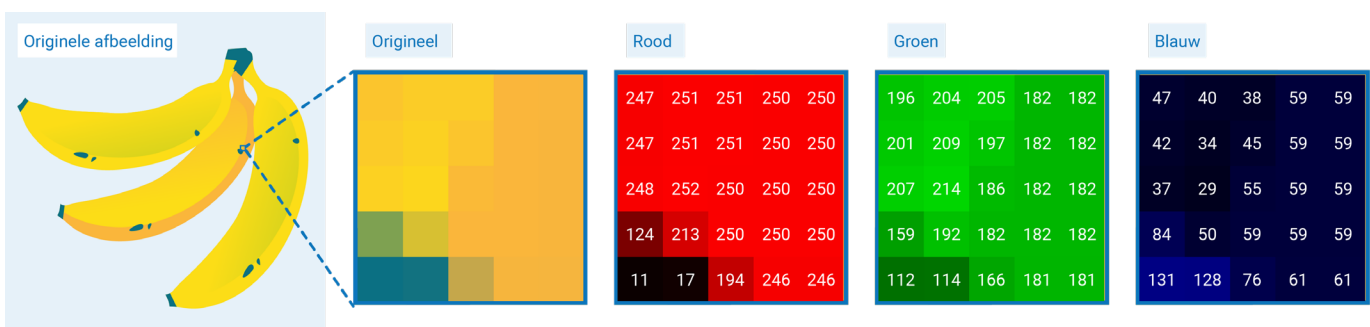 Originele afbeelding
Origineel
Rood
Groen
Blauw
247 251 251 250 250
247 251 251 250 250
248 252 250 250 250
124 213 250 250 250
11 17 194 246 246
196 204 205 182 182
201 209 197 182 182
207 214 186 182 182
159 192 182 182 182
112 114 166 181 181
47 40 38 59 59
42 34 45 59 59
37 29 55 59 59
84 50 59 59 59
131 128 76 61 61